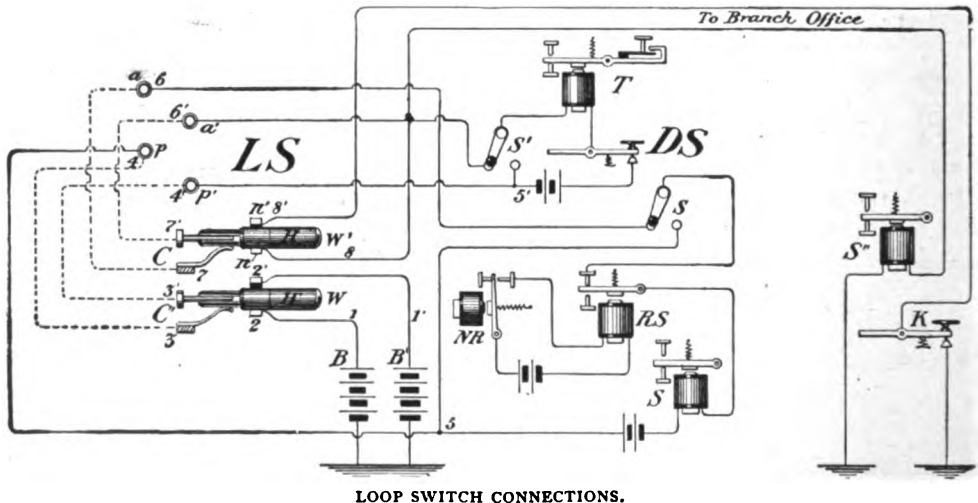 To Branch Office
a b
T
6' a'
S'
DS
4 p
LS
4' p'
5'
S
n' 8'
7' H W'
C
S"
n 8
7 2'
3' H W
C"
NR RS K
2 1 1'
3
B B'
S
5
LOOP SWITCH CONNECTIONS.